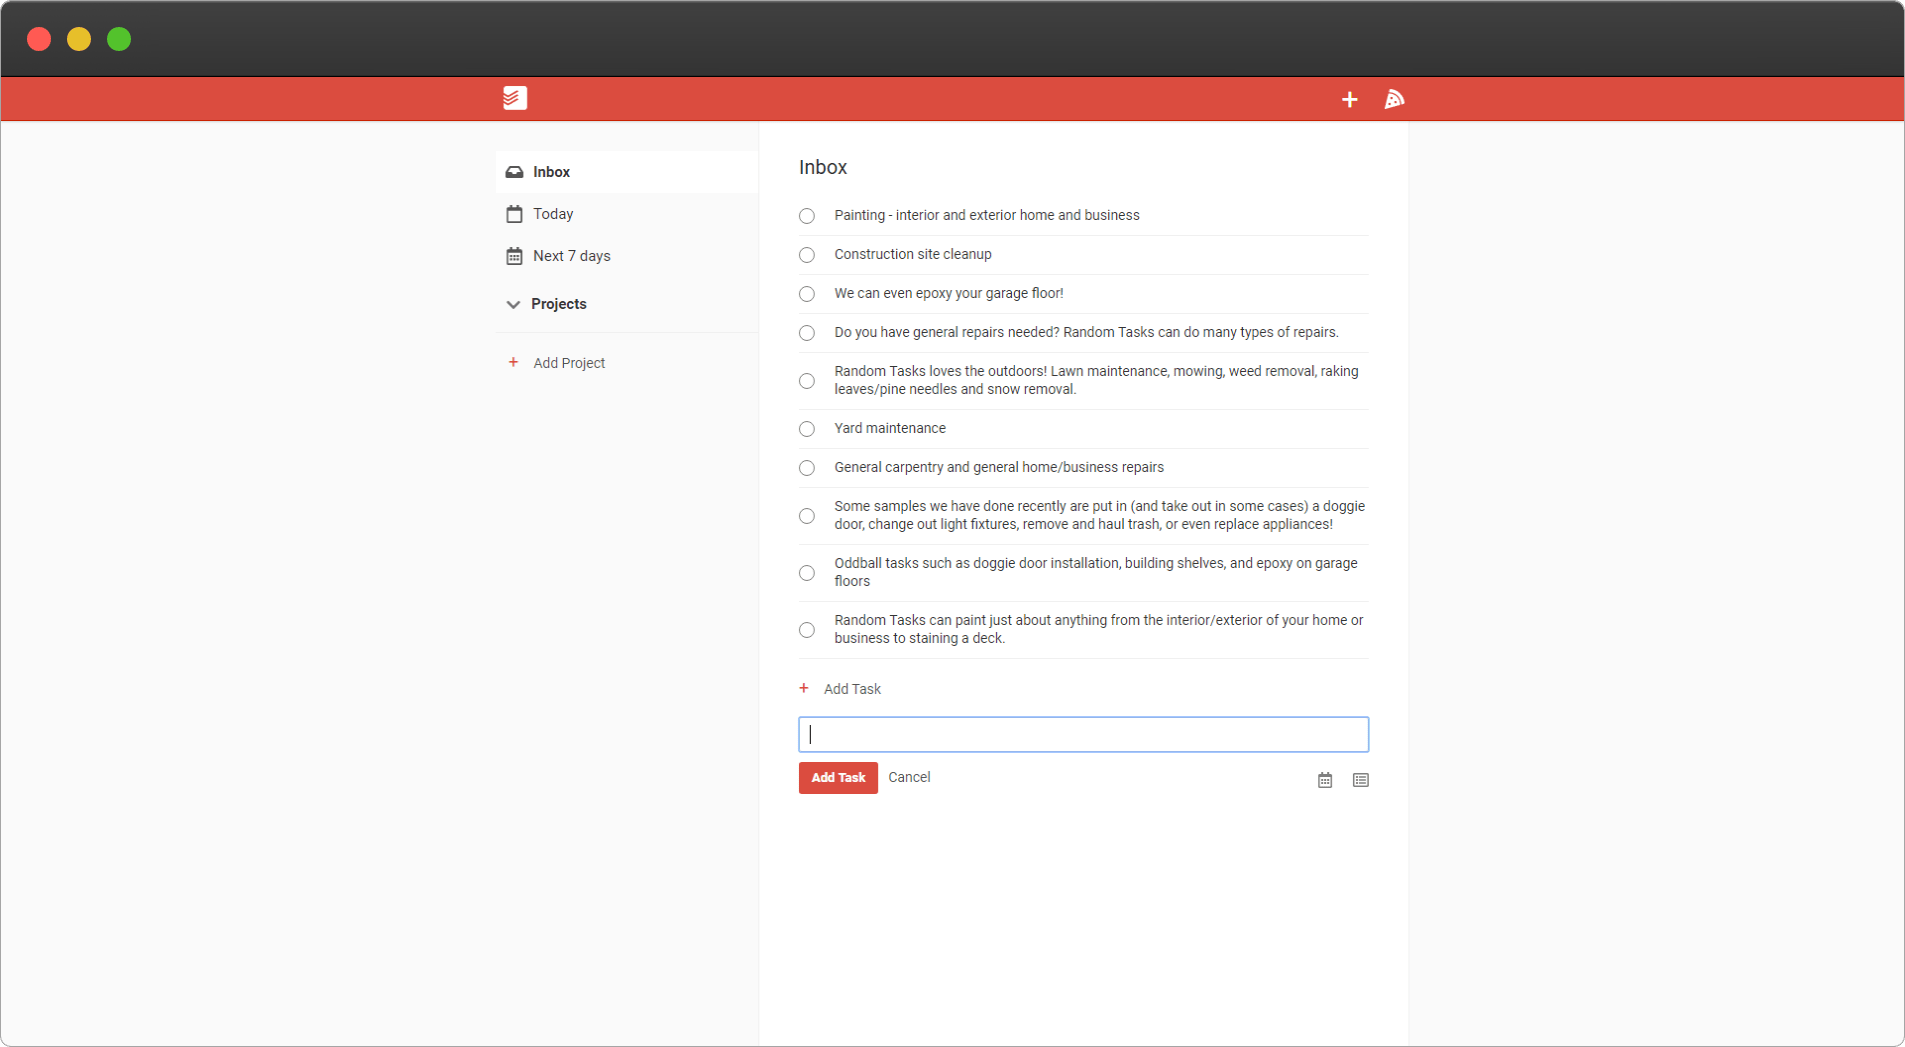 Inbox
Today
Next 7 days
Projects
Add Project
Inbox
Painting - interior and exterior home and business
Construction site cleanup
We can even epoxy your garage floor!
Do you have general repairs needed? Random Tasks can do many types of repairs.
Random Tasks loves the outdoors! Lawn maintenance, mowing, weed removal, raking
leaves/pine needles and snow removal.
Yard maintenance
General carpentry and general home/business repairs
Some samples we have done recently are put in (and take out in some cases) a doggie
door, change out light fixtures, remove and haul trash, or even replace appliances!
Oddball tasks such as doggie door installation, building shelves, and epoxy on garage
floors
Random Tasks can paint just about anything from the interior/exterior of your home or
business to staining a deck.
Add Task
Add Task Cancel